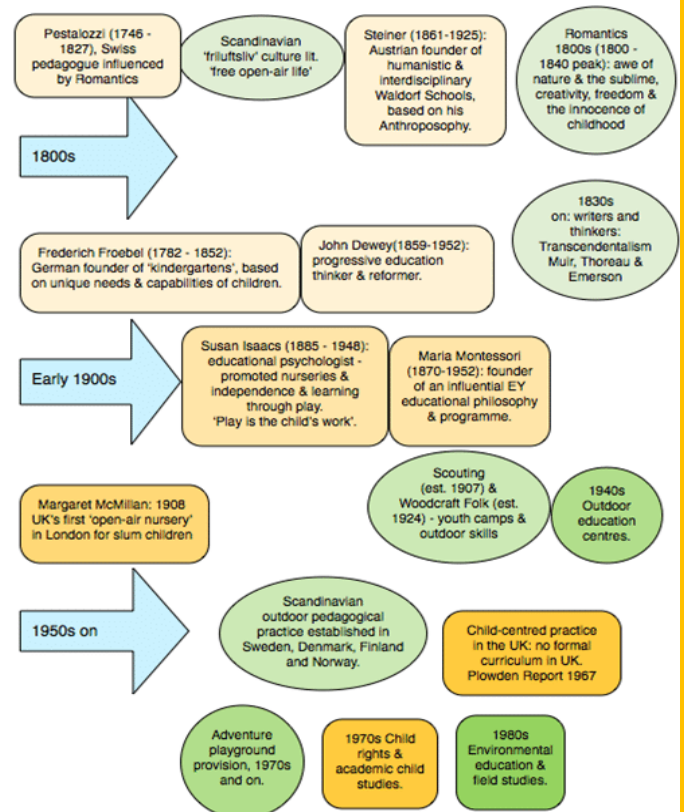 Pestalozzi (1746 -
1827), Swiss
pedagogue influenced
by Romantics
Scandinavian
'friluftsliv' culture lit.
'free open-air life'
Steiner (1861-1925):
Austrian founder of
humanistic &
interdisciplinary
Waldorf Schools,
based on his
Anthroposophy.
Romantics
1800s (1800 -
1840 peak): awe of
nature & the sublime,
creativity, freedom &
the innocence of
childhood
1800s
1830s
on: writers and
thinkers:
Transcendentalism
Muir, Thoreau &
Emerson
Frederich Froebel (1782 - 1852):
German founder of 'kindergartens', based
on unique needs & capabilities of children.
John Dewey(1859-1952):
progressive education
thinker & reformer.
Early 1900s
Susan Isaacs (1885 - 1948):
educational psychologist -
promoted nurseries &
independence & learning
through play.
'Play is the child's work'.
Maria Montessori
(1870-1952): founder
of an influential EY
educational philosophy
& programme.
Margaret McMillan: 1908
UK's first 'open-air nursery'
in London for slum children
Scouting
(est. 1907) &
Woodcraft Folk (est.
1924) - youth camps &
outdoor skills
1940s
Outdoor
education
centres.
1950s on
Scandinavian
outdoor pedagogical
practice established in
Sweden, Denmark, Finland
and Norway.
Child-centred practice
in the UK: no formal
curriculum in UK.
Plowden Report 1967
Adventure
playground
provision, 1970s
and on.
1970s Child
rights &
academic child
studies.
1980s
Environmental
education &
field studies.